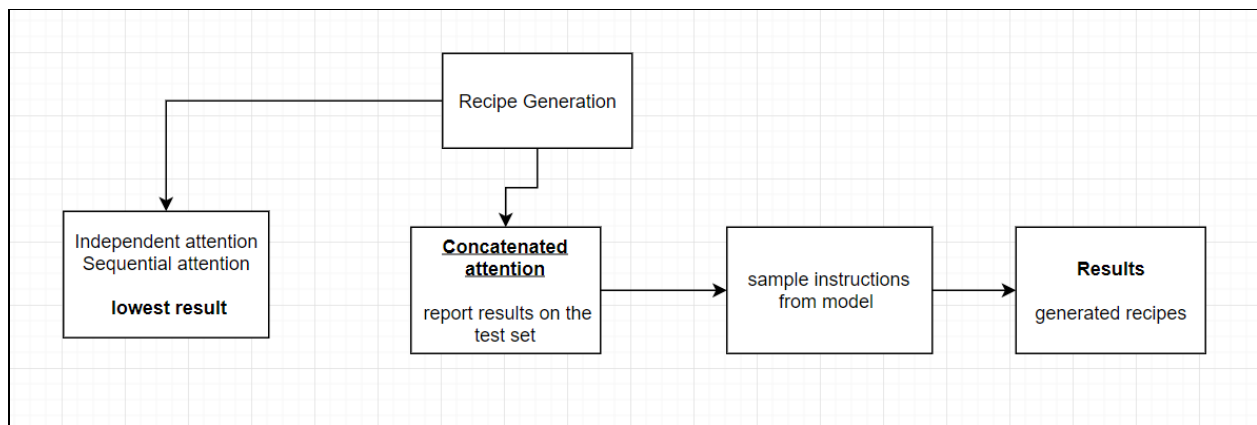 Recipe Generation
Independent attention
Sequential attention
lowest result
Concatenated
attention
report results on the
test set
sample instructions
from model
Results
generated recipes